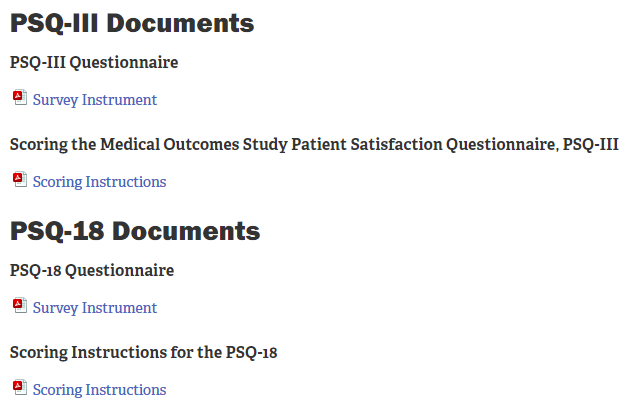 PSQ-III Documents
PSQ-III Questionnaire
Survey Instrument
Scoring the Medical Outcomes Study Patient Satisfaction Questionnaire, PSQ-III
Scoring Instructions
PSQ-18 Documents
PSQ-18 Questionnaire
Survey Instrument
Scoring Instructions for the PSQ-18
Scoring Instructions